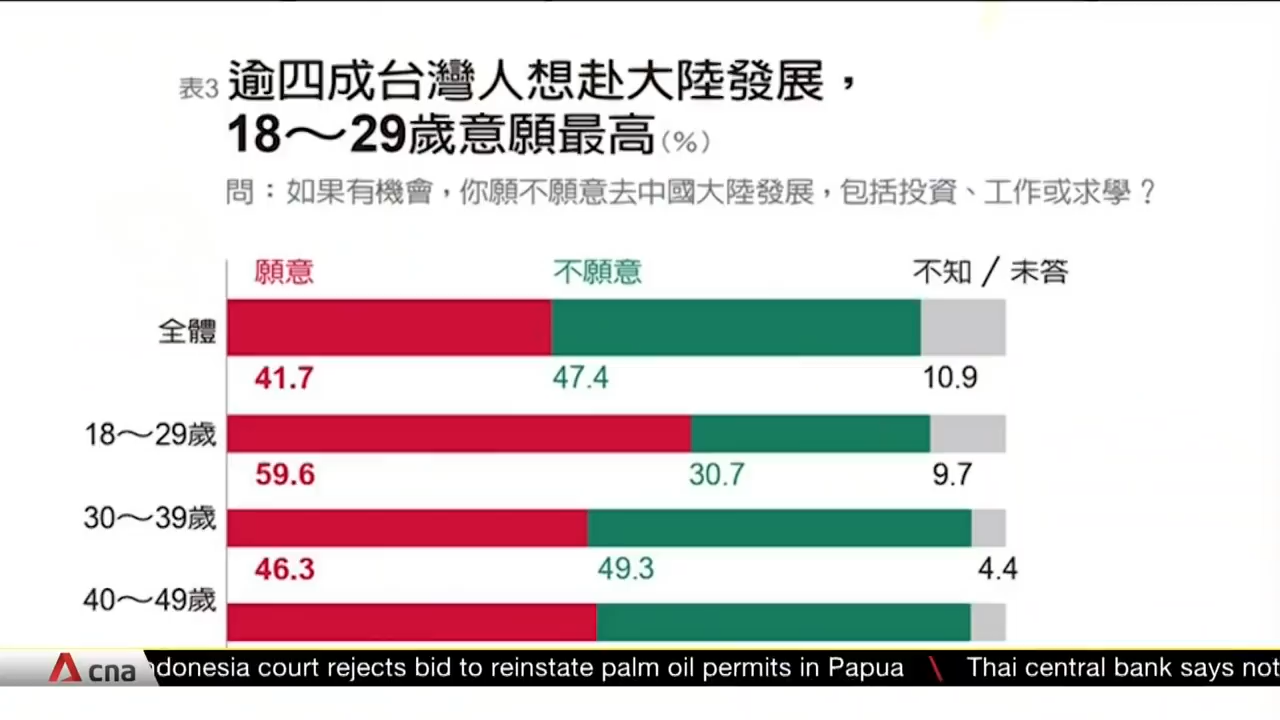 表3 逾四成台灣人想赴大陸發展，
18～29歲意願最高(%)
問：如果有機會，你願不願意去中國大陸發展，包括投資、工作或求學？
願意 不願意 不知／未答
全體
41.7 47.4 10.9
18～29歲
59.6 30.7 9.7
30～39歲
46.3 49.3 4.4
40～49歲
cna ndonesia court rejects bid to reinstate palm oil permits in Papua \ Thai central bank says not